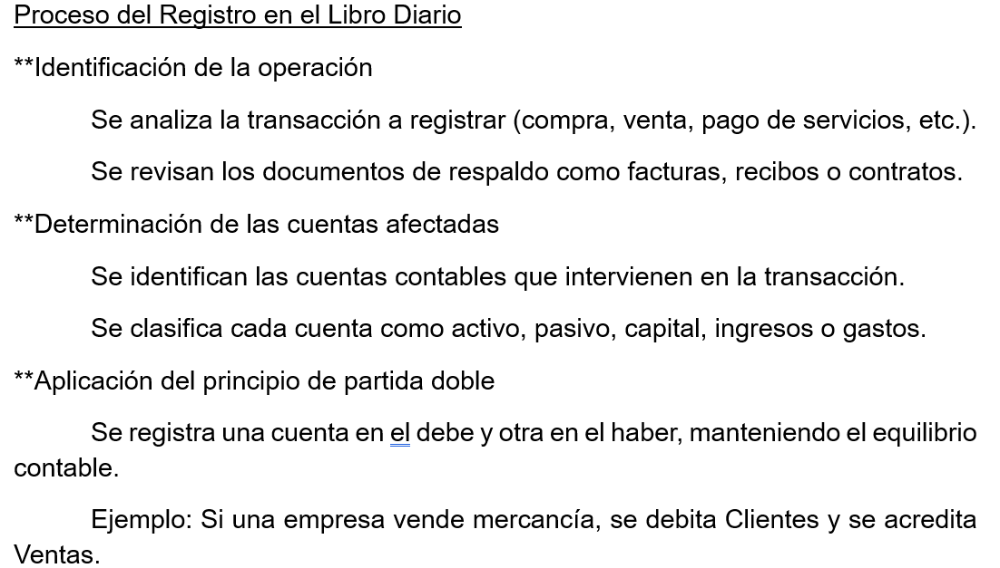 Proceso del Registro en el Libro Diario
**Identificación de la operación
Se analiza la transacción a registrar (compra, venta, pago de servicios, etc.).
Se revisan los documentos de respaldo como facturas, recibos o contratos.
**Determinación de las cuentas afectadas
Se identifican las cuentas contables que intervienen en la transacción.
Se clasifica cada cuenta como activo, pasivo, capital, ingresos o gastos.
**Aplicación del principio de partida doble
Se registra una cuenta en el debe y otra en el haber, manteniendo el equilibrio
contable.
Ejemplo: Si una empresa vende mercancía, se debita Clientes y se acredita
Ventas.